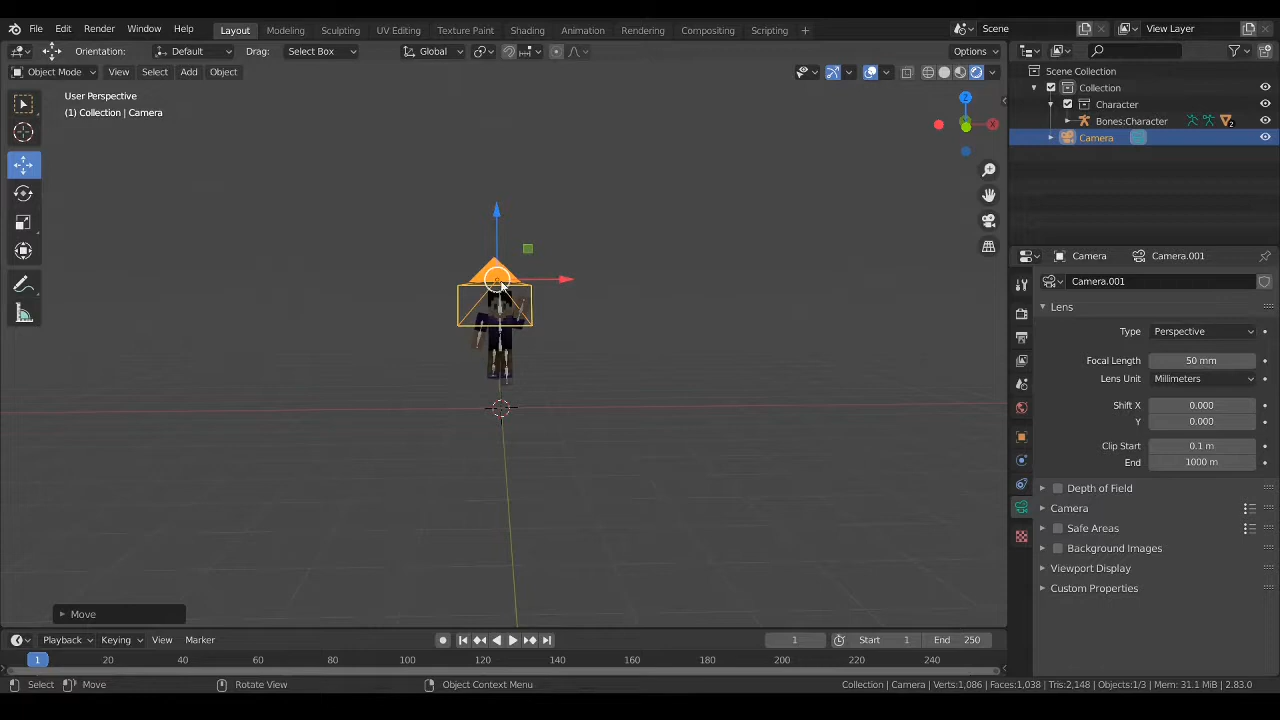 File Edit Render Window Help Layout Modeling Sculpting UV Editing Texture Paint Shading Animation Rendering Compositing Scripting + Scene View Layer
Orientation: Default Drag: Select Box Global Options
Object Mode View Select Add Object
Scene Collection
Collection
Character
Bones:Character 2
Camera
User Perspective
(1) Collection | Camera
Z
X
Camera Camera.001
Camera.001
Lens
Type Perspective
Focal Length 50 mm
Lens Unit Millimeters
Shift X 0.000
Y 0.000
Clip Start 0.1 m
End 1000 m
Depth of Field
Camera
Safe Areas
Background Images
Viewport Display
Custom Properties
Move
Playback Keying View Marker 1 Start 1 End 250
1 20 40 60 80 100 120 140 160 180 200 220 240
Select Move Rotate View Object Context Menu Collection | Camera | Verts:1,086 | Faces:1,038 | Tris:2,148 | Objects:1/3 | Mem: 31.1 MiB | 2.83.0